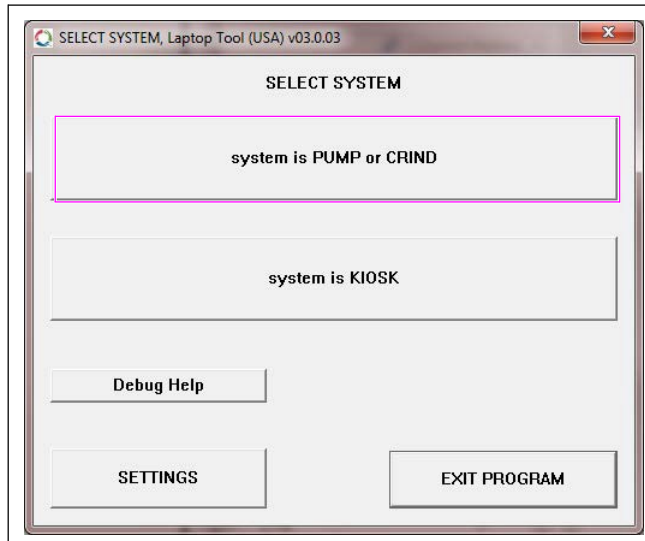 SELECT SYSTEM, Laptop Tool (USA) v03.0.03
SELECT SYSTEM
system is PUMP or CRIND
system is KIOSK
Debug Help
SETTINGS
EXIT PROGRAM